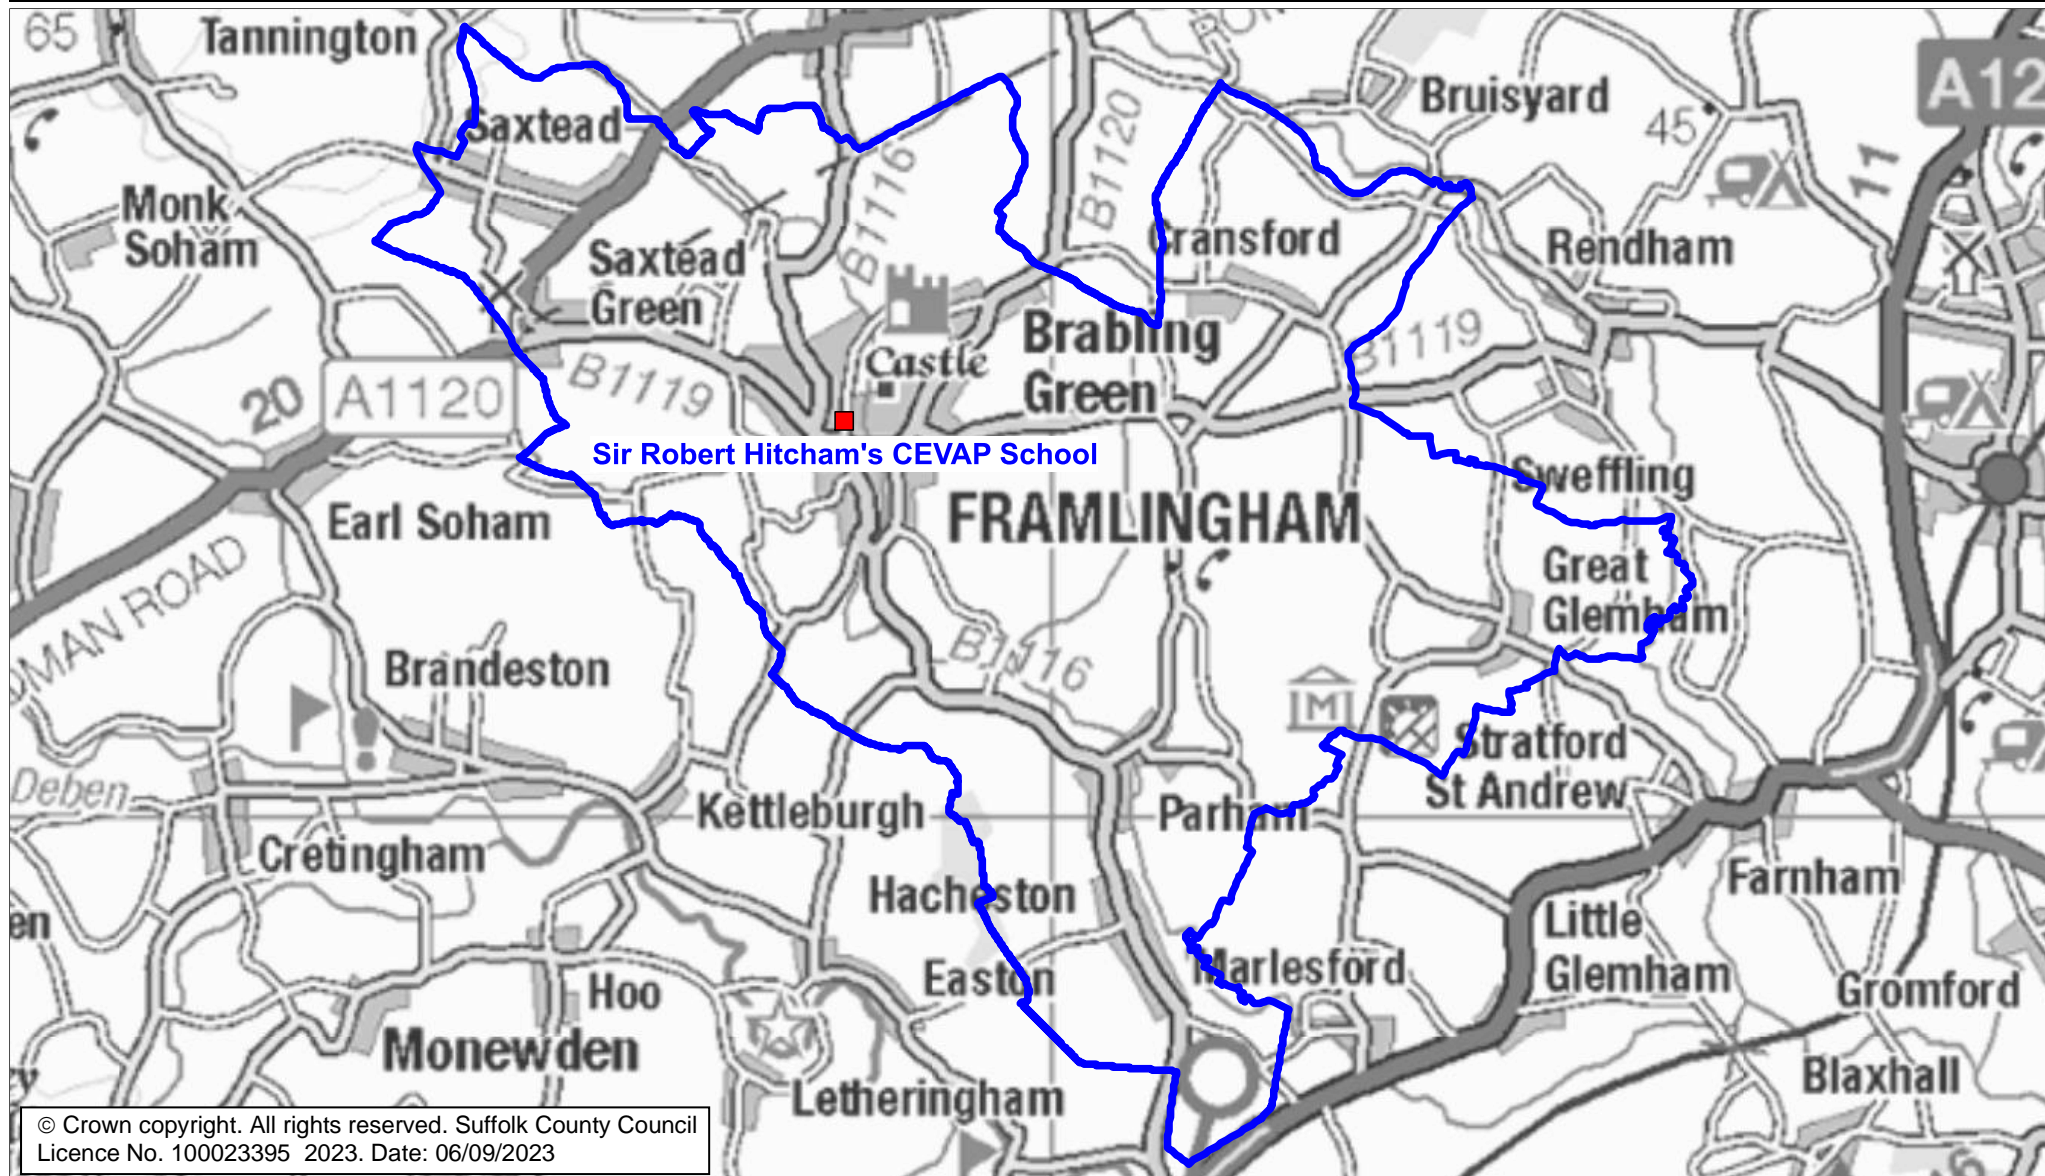 65
Tannington
Saxtead
Bruisyard
A12
45
11
B1120
B1116
Monk
Soham
Saxtead
Green
Cransford
Rendham
Brabling
Green
Castle
B1119
B1119
A1120
20
Sir Robert Hitcham's CEVAP School
Sweffling
Earl Soham
FRAMLINGHAM
Great
Glemham
OMAN ROAD
Brandeston
B1116
Stratford
St Andrew
Deben
Kettleburgh
Parham
Cretingham
Hacheston
Farnham
en
Little
Glemham
Easton
Marlesford
Hoo
Gromford
Monewden
Blaxhall
Letheringham
© Crown copyright. All rights reserved. Suffolk County Council
Licence No. 100023395 2023. Date: 06/09/2023